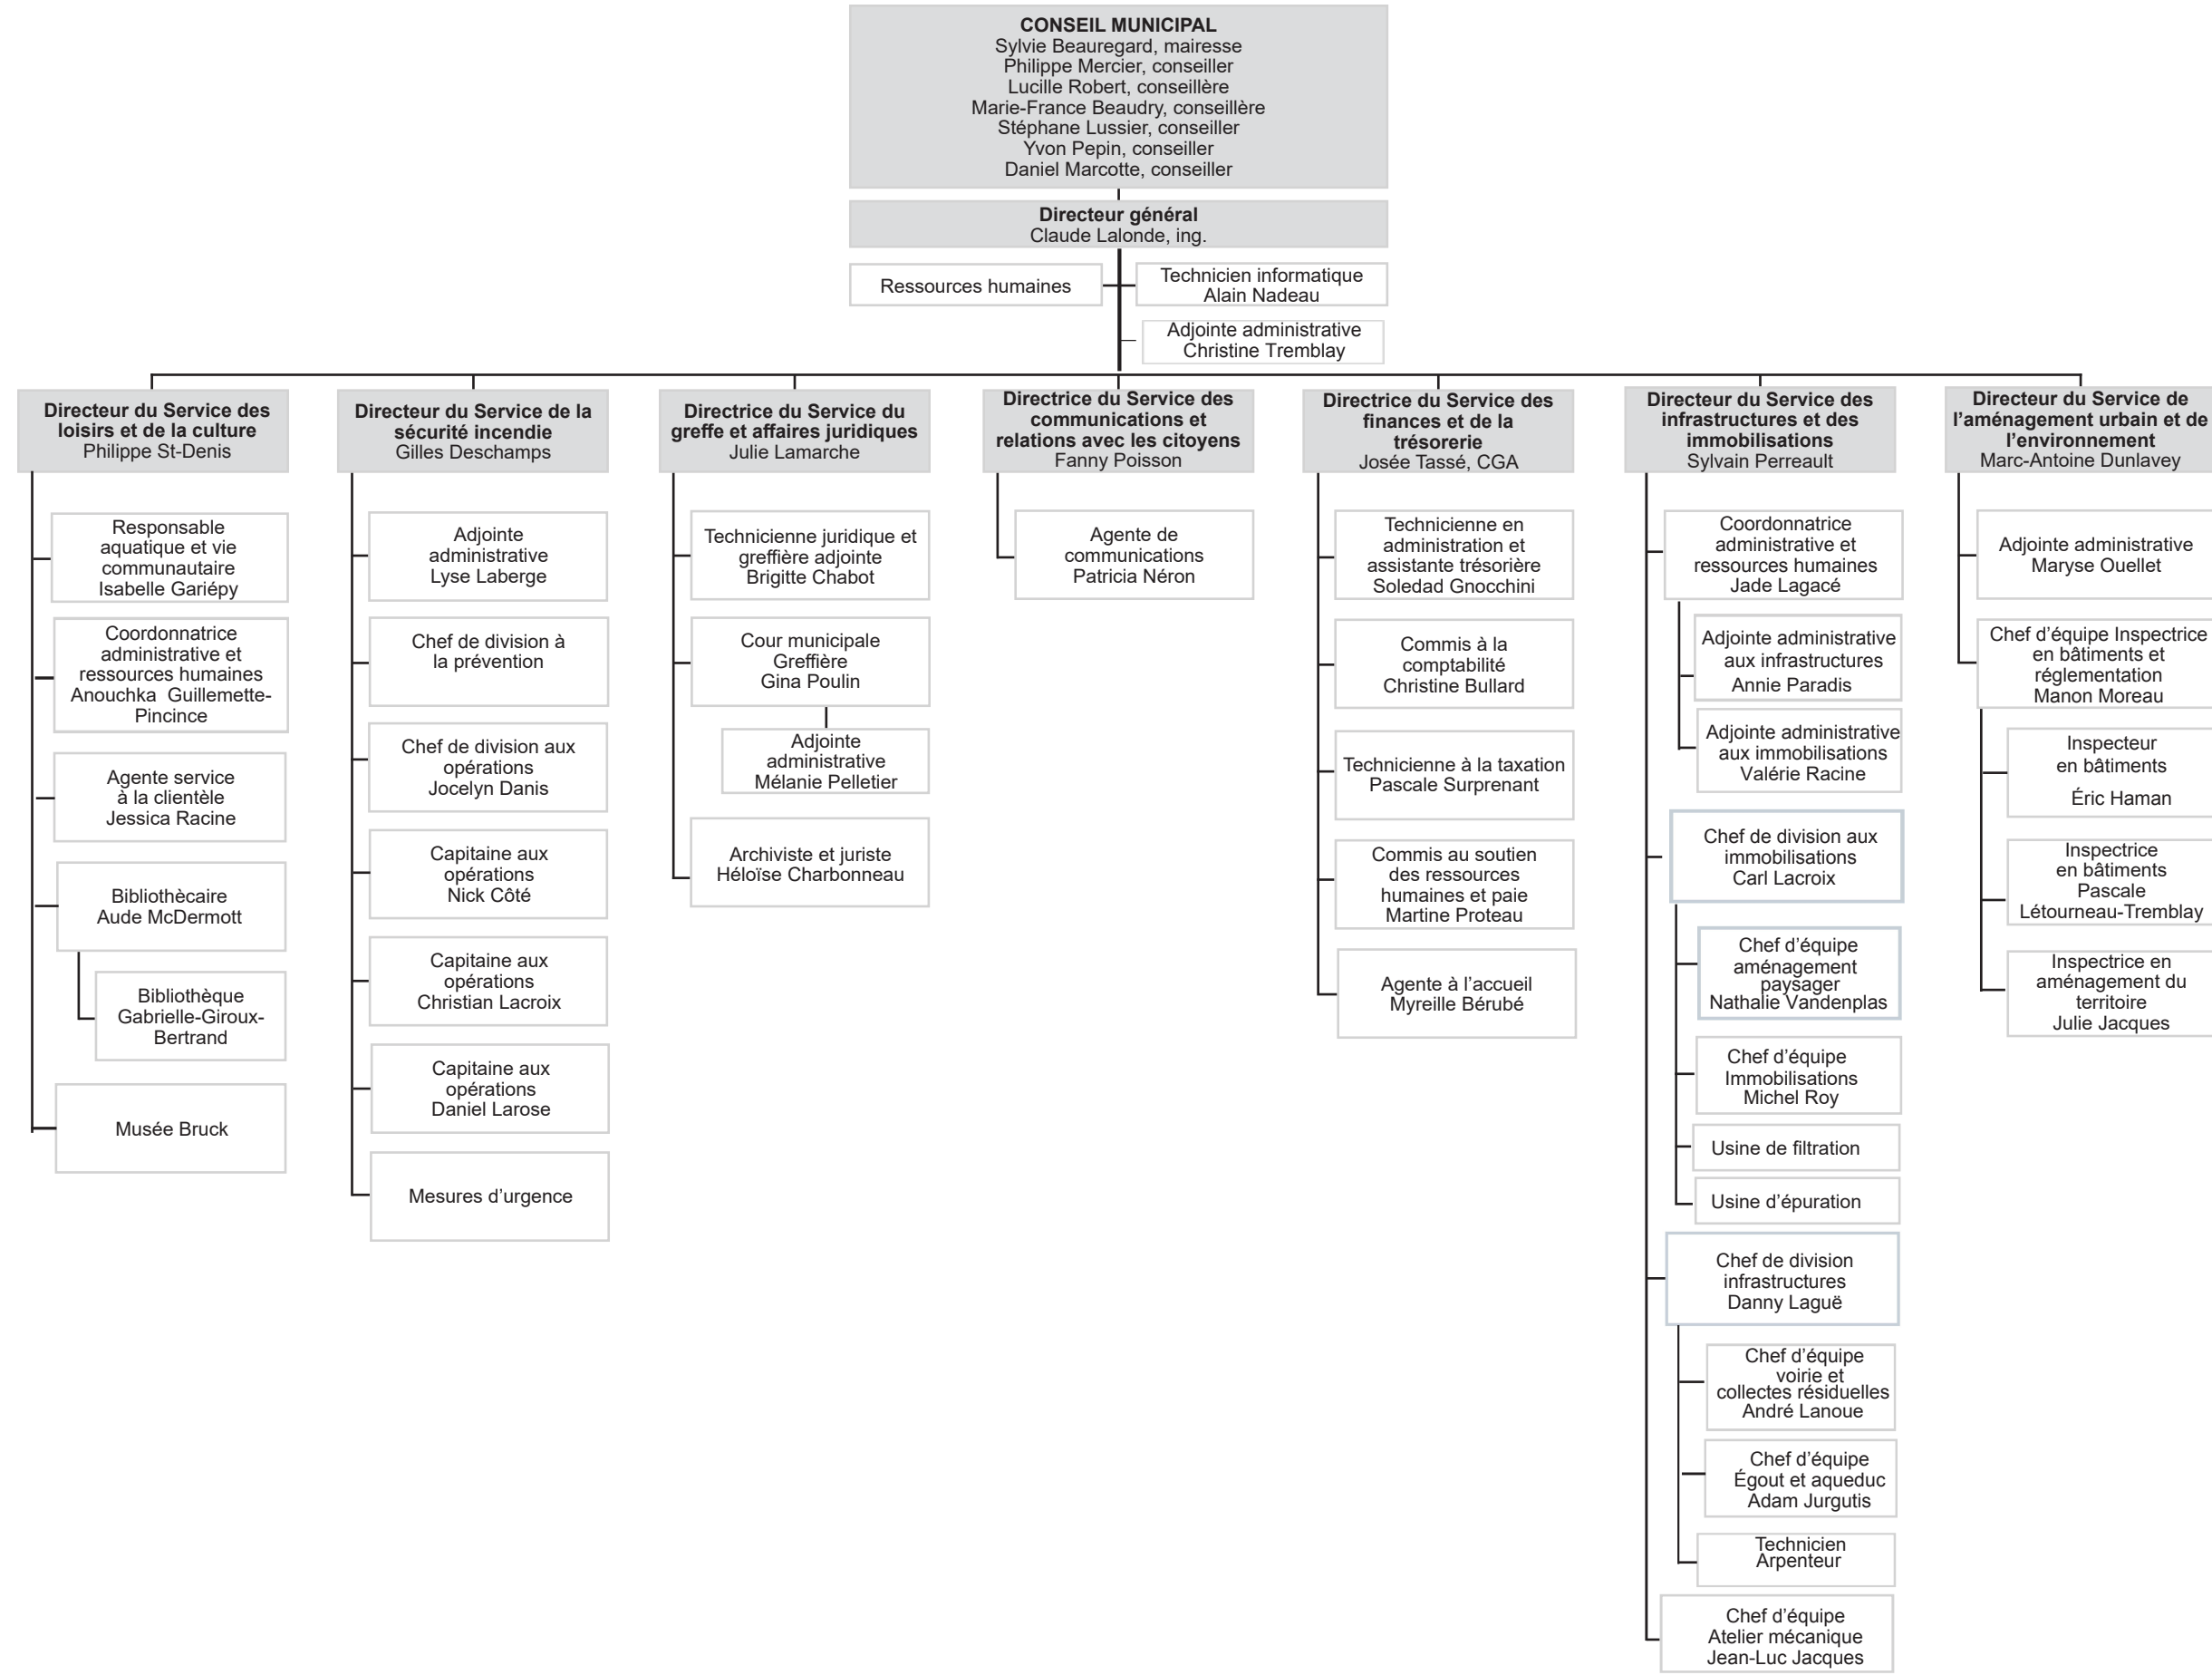 CONSEIL MUNICIPAL
Sylvie Beauregard, mairesse
Philippe Mercier, conseiller
Lucille Robert, conseillère
Marie-France Beaudry, conseillère
Stéphane Lussier, conseiller
Yvon Pepin, conseiller
Daniel Marcotte, conseiller
Directeur général
Claude Lalonde, ing.
Ressources humaines
Technicien informatique
Alain Nadeau
Adjointe administrative
Christine Tremblay
Directeur du Service des
loisirs et de la culture
Philippe St-Denis
Responsable
aquatique et vie
communautaire
Isabelle Gariépy
Coordonnatrice
administrative et
ressources humaines
Anouchka Guillemette-
Pincince
Agente service
à la clientèle
Jessica Racine
Bibliothècaire
Aude McDermott
Bibliothèque
Gabrielle-Giroux-
Bertrand
Musée Bruck
Directeur du Service de la
sécurité incendie
Gilles Deschamps
Adjointe
administrative
Lyse Laberge
Chef de division à
la prévention
Chef de division aux
opérations
Jocelyn Danis
Capitaine aux
opérations
Nick Côté
Capitaine aux
opérations
Christian Lacroix
Capitaine aux
opérations
Daniel Larose
Mesures d’urgence
Directrice du Service du
greffe et affaires juridiques
Julie Lamarche
Technicienne juridique et
greffière adjointe
Brigitte Chabot
Cour municipale
Greffière
Gina Poulin
Adjointe
administrative
Mélanie Pelletier
Archiviste et juriste
Héloïse Charbonneau
Directrice du Service des
communications et
relations avec les citoyens
Fanny Poisson
Agente de
communications
Patricia Néron
Directrice du Service des
finances et de la
trésorerie
Josée Tassé, CGA
Technicienne en
administration et
assistante trésorière
Soledad Gnocchini
Commis à la
comptabilité
Christine Bullard
Technicienne à la taxation
Pascale Surprenant
Commis au soutien
des ressources
humaines et paie
Martine Proteau
Agente à l’accueil
Myreille Bérubé
Directeur du Service des
infrastructures et des
immobilisations
Sylvain Perreault
Coordonnatrice
administrative et
ressources humaines
Jade Lagacé
Adjointe administrative
aux infrastructures
Annie Paradis
Adjointe administrative
aux immobilisations
Valérie Racine
Chef de division aux
immobilisations
Carl Lacroix
Chef d’équipe
aménagement
paysager
Nathalie Vandenplas
Chef d’équipe
Immobilisations
Michel Roy
Usine de filtration
Usine d’épuration
Chef de division
infrastructures
Danny Laguë
Chef d’équipe
voirie et
collectes résiduelles
André Lanoue
Chef d’équipe
Égout et aqueduc
Adam Jurgutis
Technicien
Arpenteur
Chef d’équipe
Atelier mécanique
Jean-Luc Jacques
Directeur du Service de
l’aménagement urbain et de
l’environnement
Marc-Antoine Dunlavey
Adjointe administrative
Maryse Ouellet
Chef d’équipe Inspectrice
en bâtiments et
réglementation
Manon Moreau
Inspecteur
en bâtiments
Éric Haman
Inspectrice
en bâtiments
Pascale
Létourneau-Tremblay
Inspectrice en
aménagement du
territoire
Julie Jacques